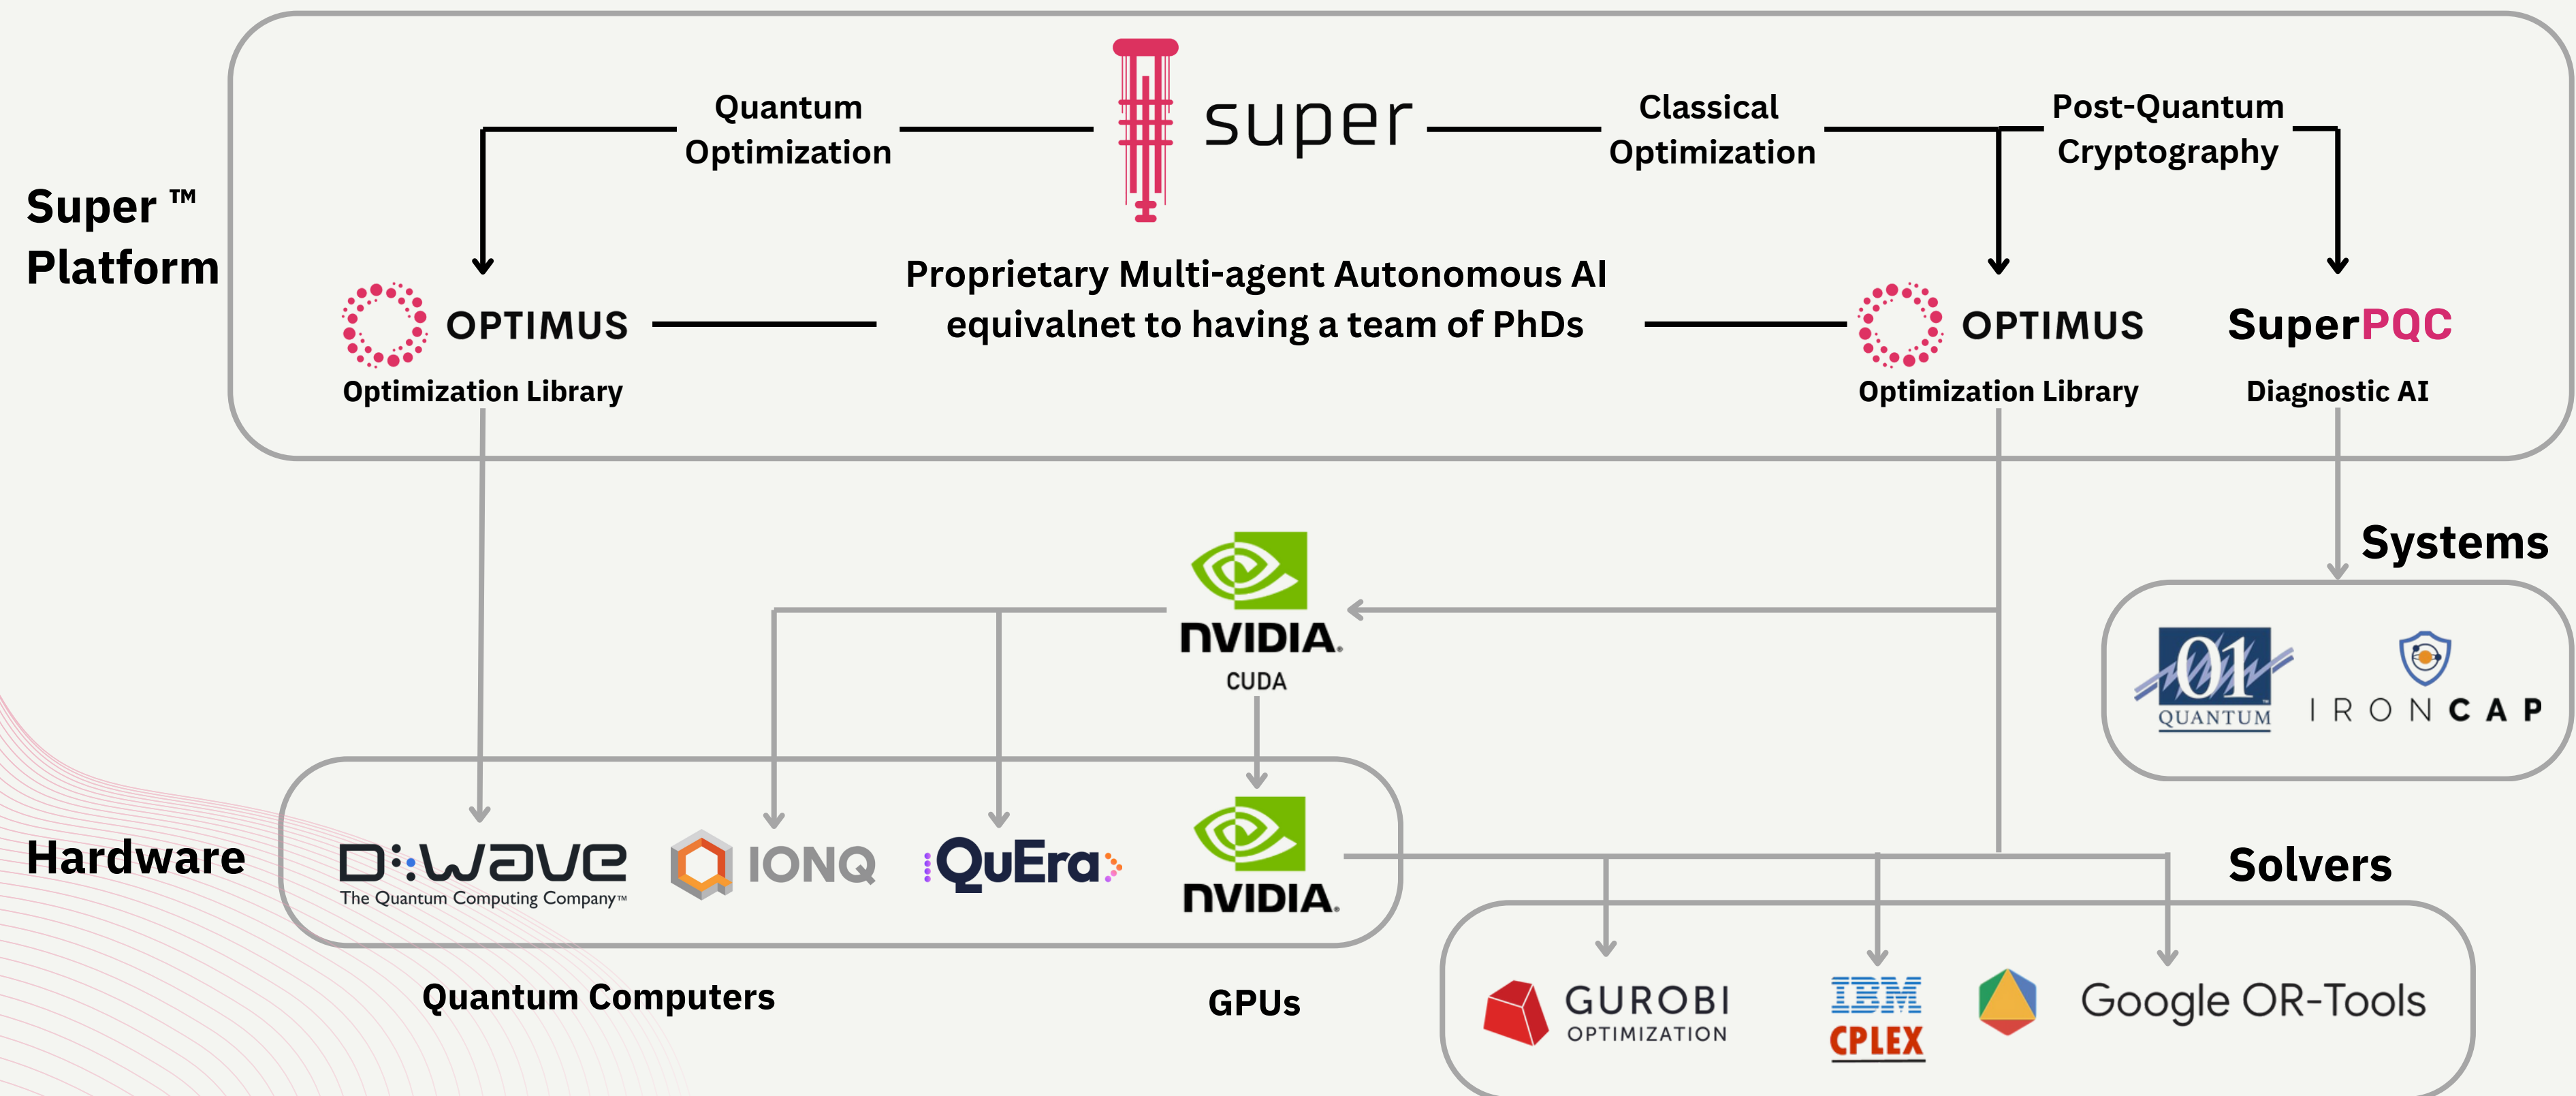 Super ™
Platform
Quantum
Optimization
super
Classical
Optimization
Post-Quantum
Cryptography
OPTIMUS
Optimization Library
Proprietary Multi-agent Autonomous AI
equivalnet to having a team of PhDs
OPTIMUS
Optimization Library
SuperPQC
Diagnostic AI
NVIDIA®
CUDA
Systems
01
QUANTUM
IRONCAP
Hardware
D:Wave
The Quantum Computing Company™
IONQ
QuEra
NVIDIA®
Quantum Computers
GPUs
Solvers
GUROBI
OPTIMIZATION
IBM
CPLEX
Google OR-Tools